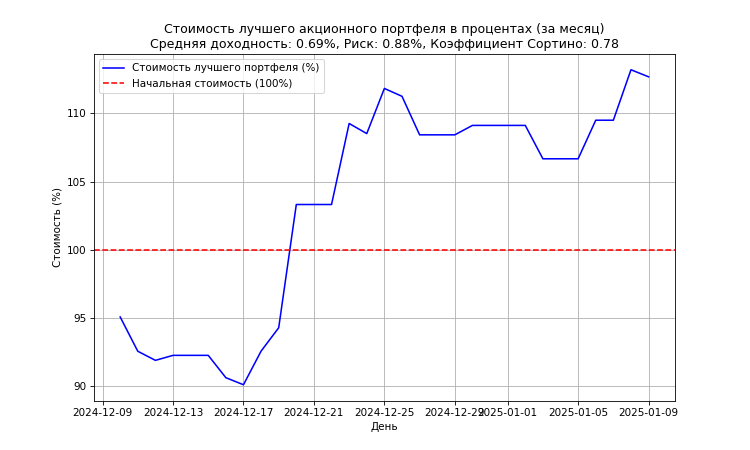 Стоимость лучшего акционного портфеля в процентах (за месяц)
Средняя доходность: 0.69%, Риск: 0.88%, Коэффициент Сортино: 0.78
Стоимость лучшего портфеля (%)
Начальная стоимость (100%)
Стоимость (%)
110
105
100
95
90
2024-12-09 2024-12-13 2024-12-17 2024-12-21 2024-12-25 2024-12-29 2025-01-01 2025-01-05 2025-01-09
День